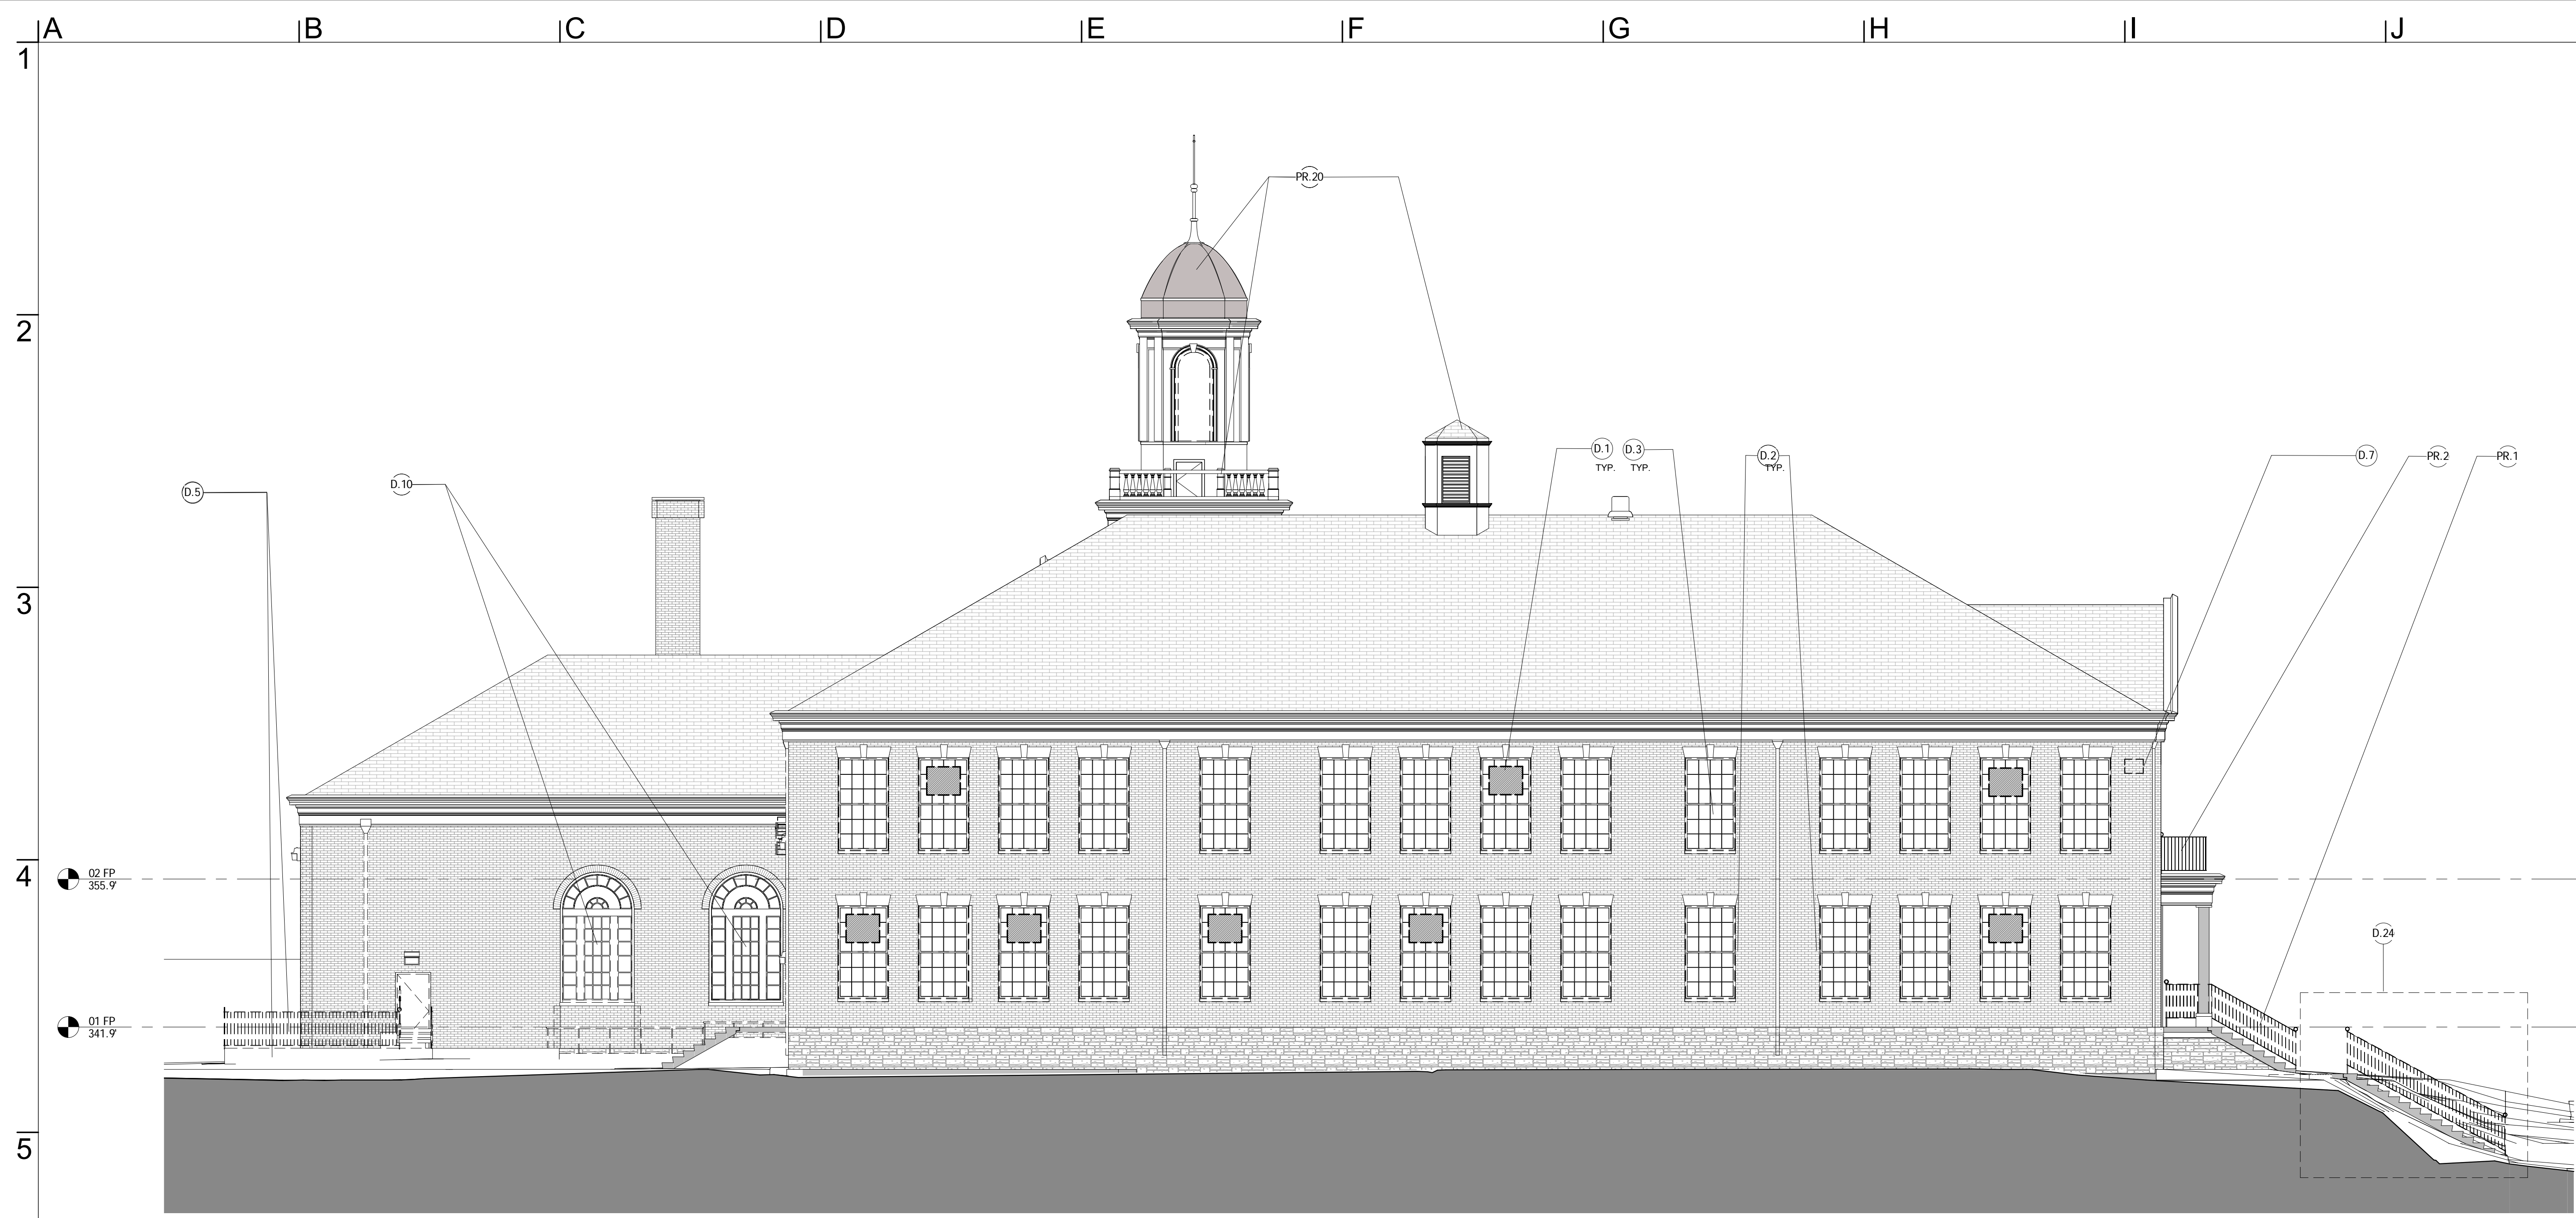 A B C D E F G H I J
1
PR.20
2
D.1 D.3 D.2 D.7 PR.2 PR.1
TYP. TYP. TYP.
D.10
D.5
3
4
02 FP
355.9'
D.24
01 FP
341.9'
5